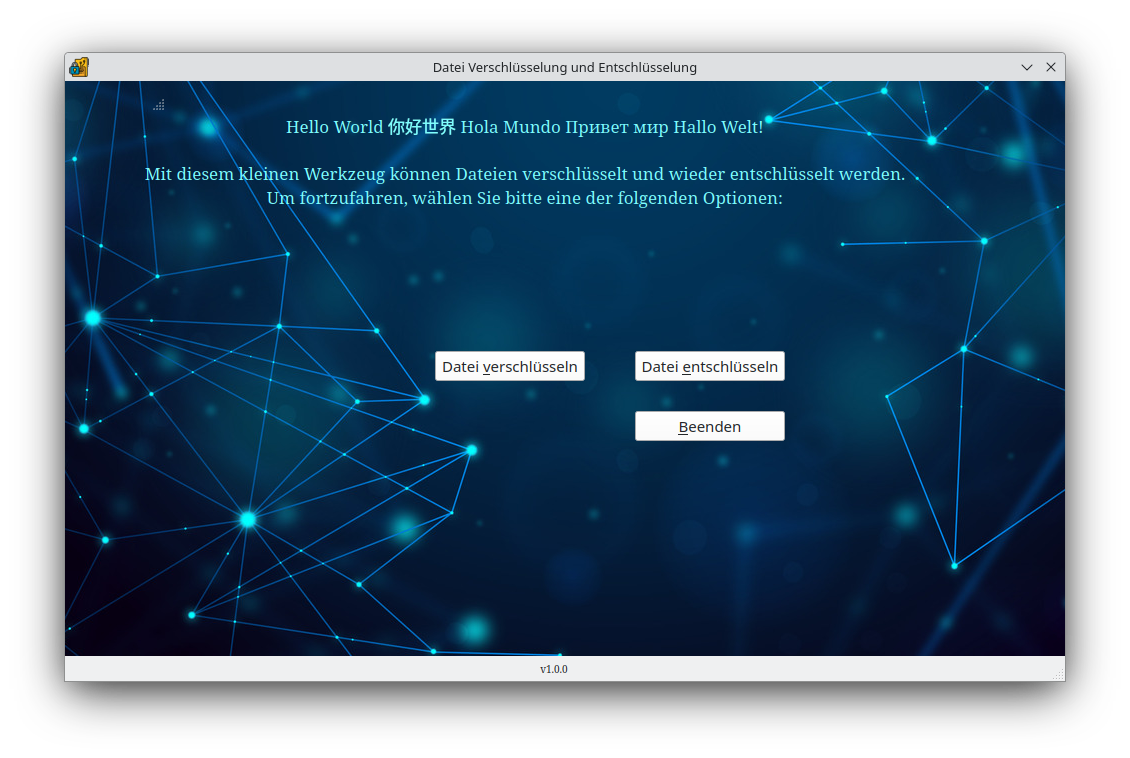 Datei Verschlüsselung und Entschlüsselung
Hello World 你好世界 Hola Mundo Привет мир Hallo Welt!
Mit diesem kleinen Werkzeug können Dateien verschlüsselt und wieder entschlüsselt werden.
Um fortzufahren, wählen Sie bitte eine der folgenden Optionen:
Datei verschlüsseln Datei entschlüsseln
Beenden
v1.0.0